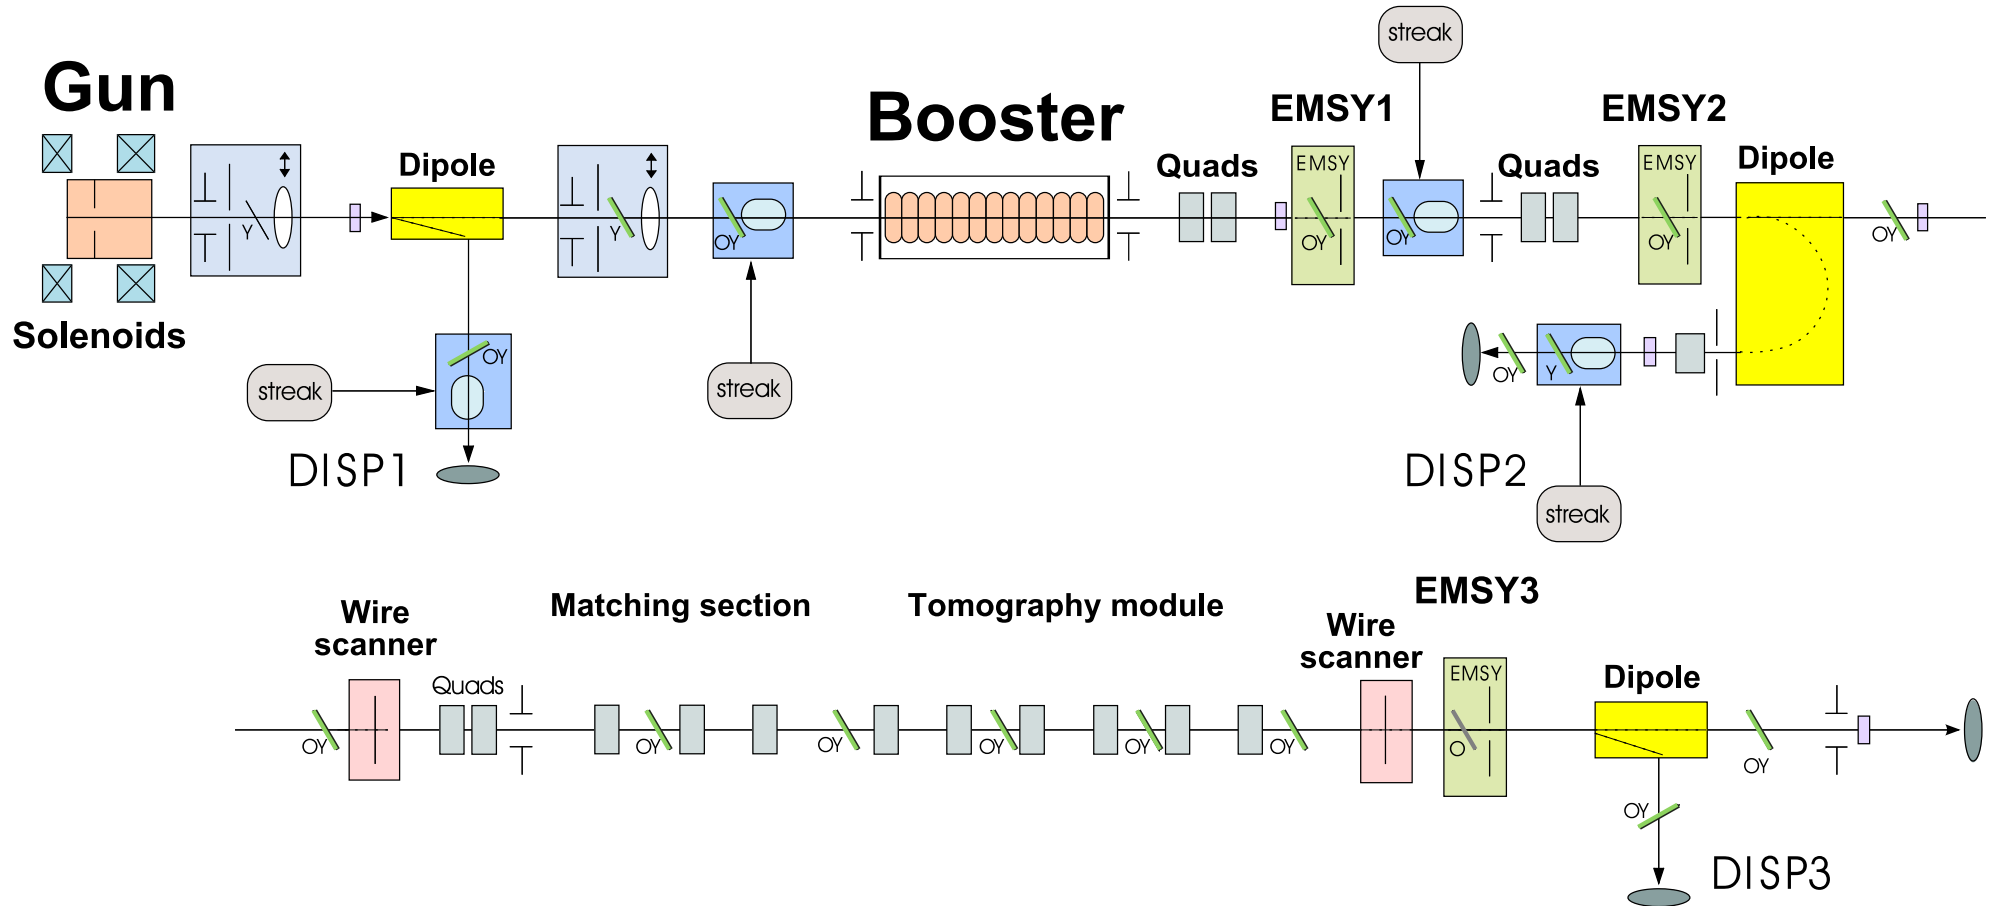 streak
Gun
Booster
EMSY1
EMSY2
Dipole
Quads
Quads
Dipole
EMSY
EMSY
Y
Y
OY
OY
OY
OY
OY
Solenoids
OY
streak
streak
OY
Y
DISP1
DISP2
streak
Wire
scanner
Matching section
Tomography module
Wire
scanner
EMSY3
Quads
EMSY
Dipole
OY
OY
OY
OY
OY
OY
O
OY
OY
DISP3